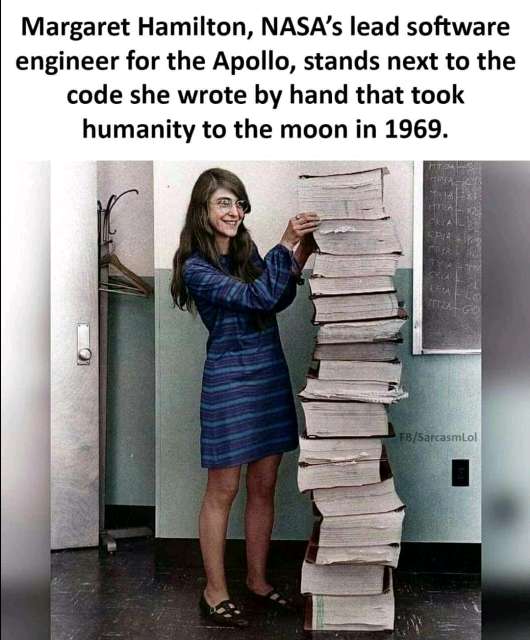 Margaret Hamilton, NASA’s lead software
engineer for the Apollo, stands next to the
code she wrote by hand that took
humanity to the moon in 1969.
FB/SarcasmLol